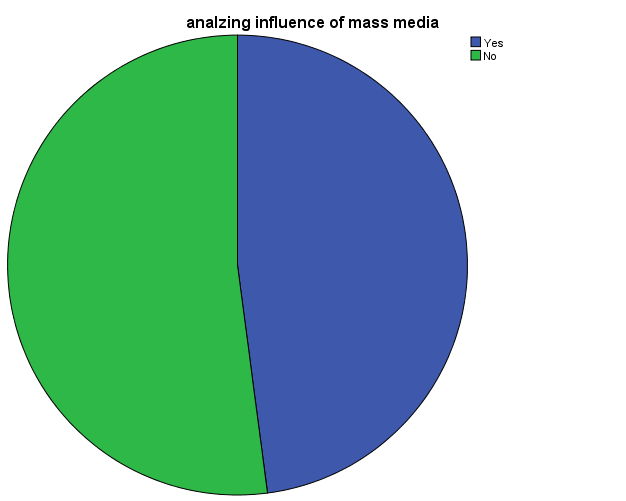 analzing influence of mass media
Yes
No